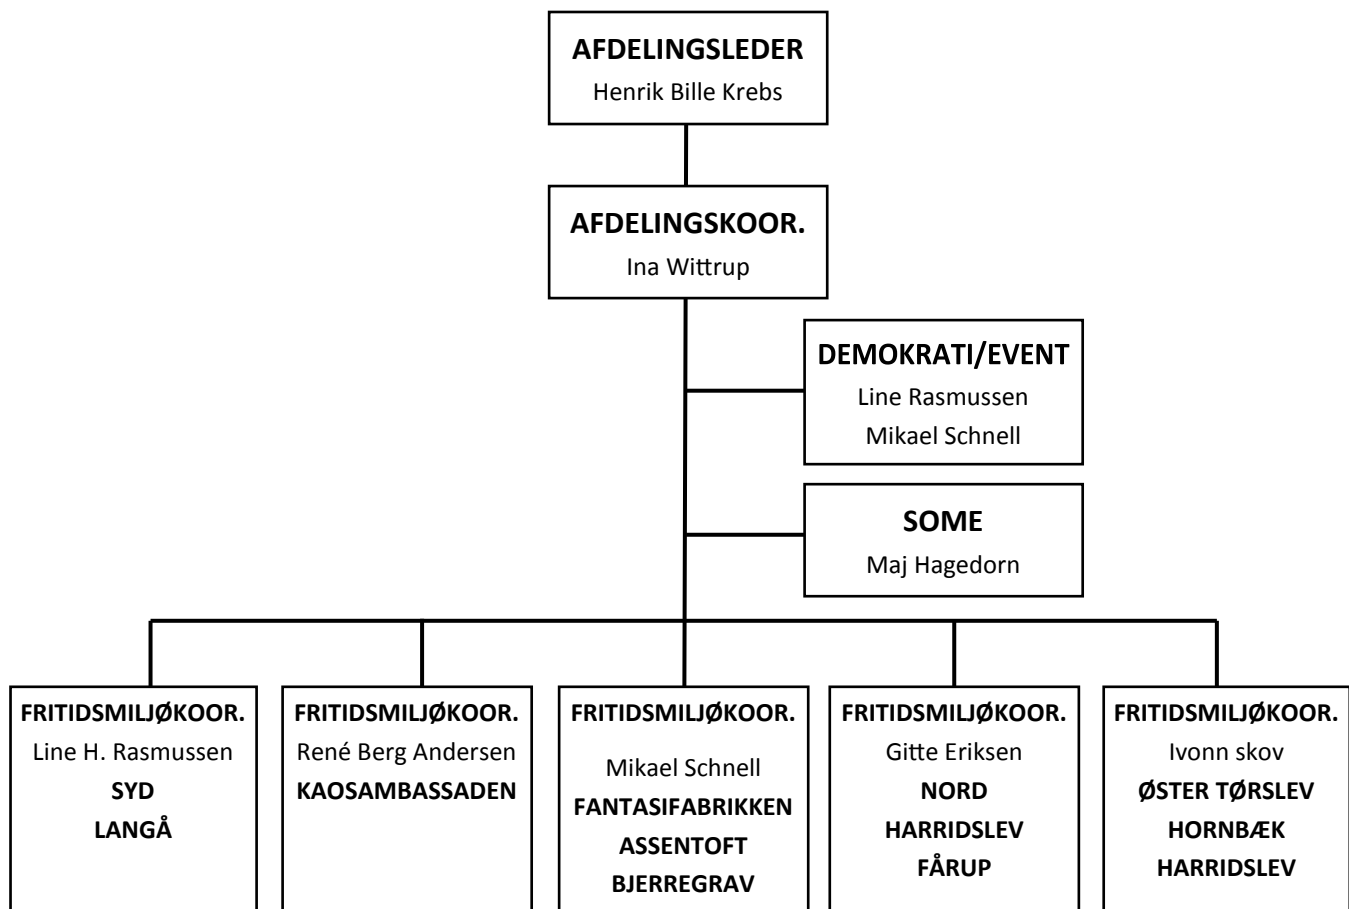 AFDELINGSLEDER
Henrik Bille Krebs
AFDELINGSKOOR.
Ina Wittrup
DEMOKRATI/EVENT
Line Rasmussen
Mikael Schnell
SOME
Maj Hagedorn
FRITIDSMILJØKOOR.
Line H. Rasmussen
SYD
LANGÅ
FRITIDSMILJØKOOR.
René Berg Andersen
KAOSAMBASSADEN
FRITIDSMILJØKOOR.
Mikael Schnell
FANTASIFABRIKKEN
ASSENTOFT
BJERREGRAV
FRITIDSMILJØKOOR.
Gitte Eriksen
NORD
HARRIDSLEV
FÅRUP
FRITIDSMILJØKOOR.
Ivonn skov
ØSTER TØRSLEV
HORNBÆK
HARRIDSLEV